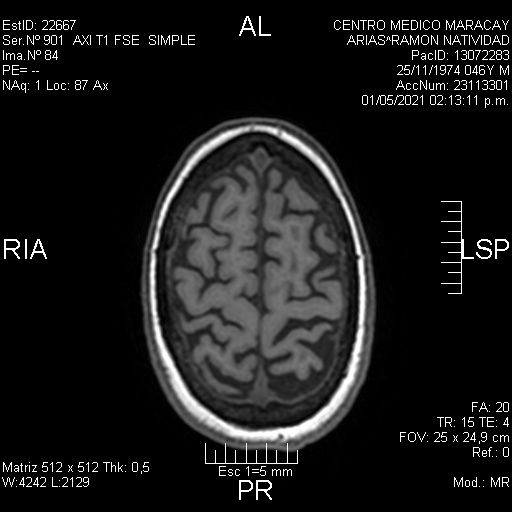 EstID: 22667
Ser.Nº 901 AXI T1 FSE SIMPLE
Ima.Nº 84
PE= --
NAq: 1 Loc: 87 Ax
AL
CENTRO MEDICO MARACAY
ARIAS^RAMON NATIVIDAD
PacID: 13072283
25/11/1974 046Y M
AccNum: 23113301
01/05/2021 02:13:11 p.m.
RIA
LSP
FA: 20
TR: 15 TE: 4
FOV: 25 x 24,9 cm
Ref.: 0
Mod.: MR
Matriz 512 x 512 Thk: 0,5
W:4242 L:2129
Esc 1=5 mm
PR